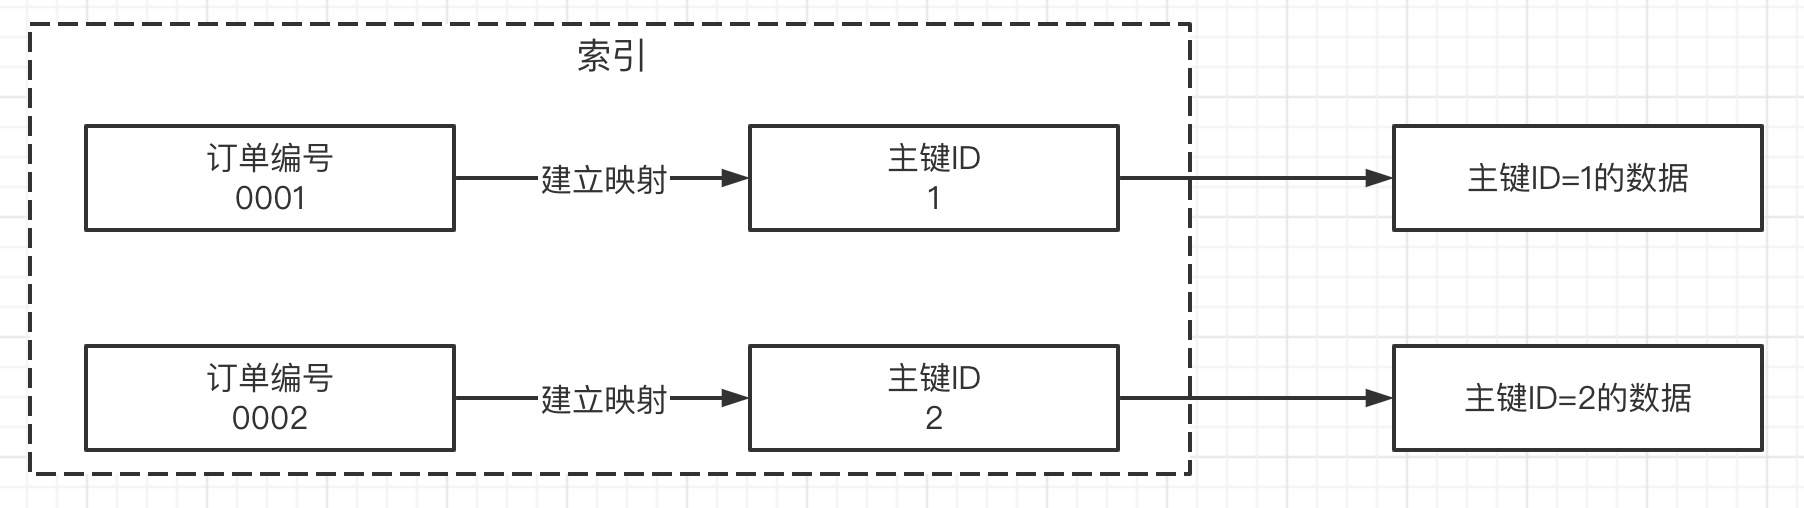 索引
订单编号
0001
建立映射
主键ID
1
主键ID=1的数据
订单编号
0002
建立映射
主键ID
2
主键ID=2的数据